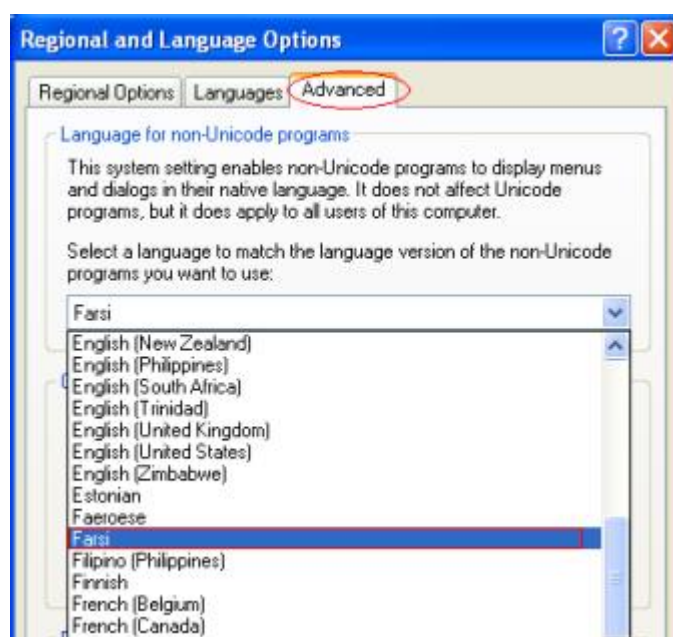 Regional and Language Options
Regional Options Languages Advanced
Language for non-Unicode programs
This system setting enables non-Unicode programs to display menus
and dialogs in their native language. It does not affect Unicode
programs, but it does apply to all users of this computer.
Select a language to match the language version of the non-Unicode
programs you want to use:
Farsi
English (New Zealand)
English (Philippines)
English (South Africa)
English (Trinidad)
English (United Kingdom)
English (United States)
English (Zimbabwe)
Estonian
Faeroese
Farsi
Filipino (Philippines)
Finnish
French (Belgium)
French (Canada)